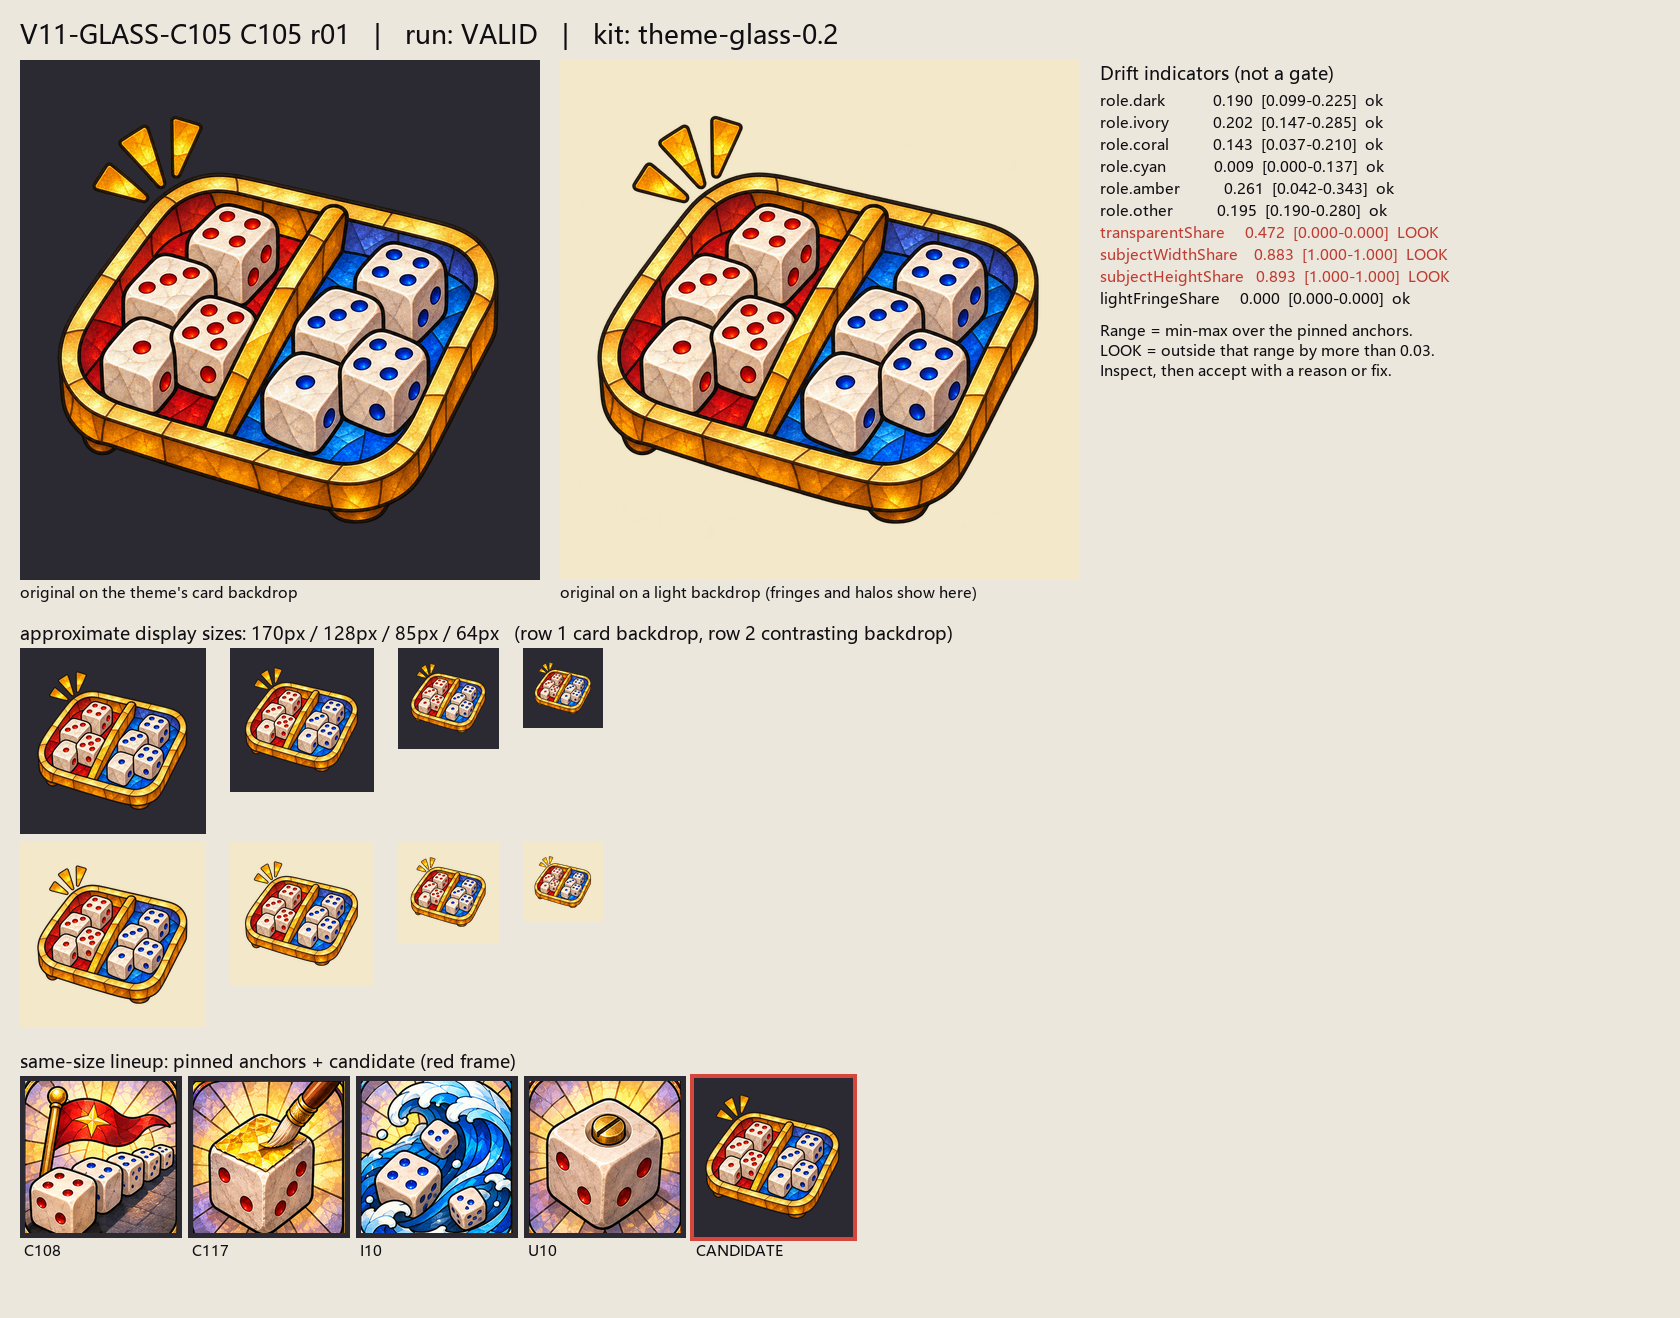 V11-GLASS-C105 C105 r01 | run: VALID | kit: theme-glass-0.2
Drift indicators (not a gate)
role.dark 0.190 [0.099-0.225] ok
role.ivory 0.202 [0.147-0.285] ok
role.coral 0.143 [0.037-0.210] ok
role.cyan 0.009 [0.000-0.137] ok
role.amber 0.261 [0.042-0.343] ok
role.other 0.195 [0.190-0.280] ok
transparentShare 0.472 [0.000-0.000] LOOK
subjectWidthShare 0.883 [1.000-1.000] LOOK
subjectHeightShare 0.893 [1.000-1.000] LOOK
lightFringeShare 0.000 [0.000-0.000] ok
Range = min-max over the pinned anchors.
LOOK = outside that range by more than 0.03.
Inspect, then accept with a reason or fix.
original on the theme's card backdrop
original on a light backdrop (fringes and halos show here)
approximate display sizes: 170px / 128px / 85px / 64px (row 1 card backdrop, row 2 contrasting backdrop)
same-size lineup: pinned anchors + candidate (red frame)
C108
C117
I10
U10
CANDIDATE